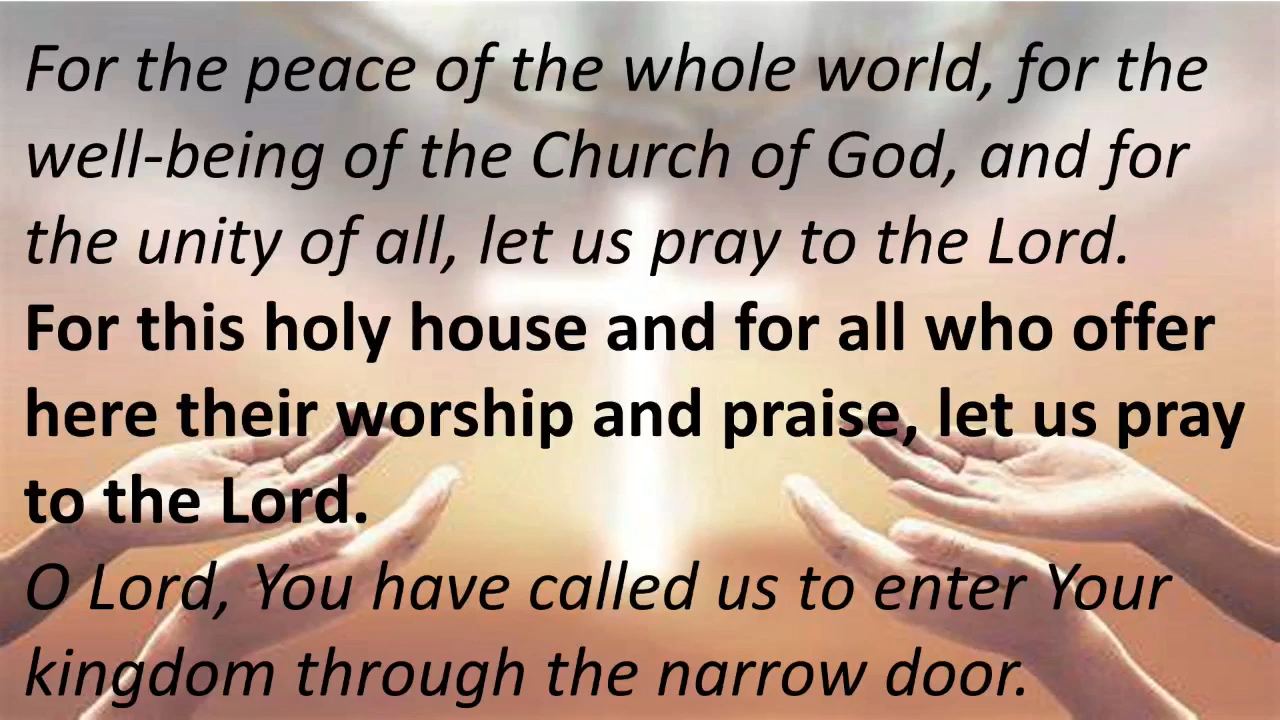 For the peace of the whole world, for the
well-being of the Church of God, and for
the unity of all, let us pray to the Lord.
For this holy house and for all who offer
here their worship and praise, let us pray
to the Lord.
O Lord, You have called us to enter Your
kingdom through the narrow door.